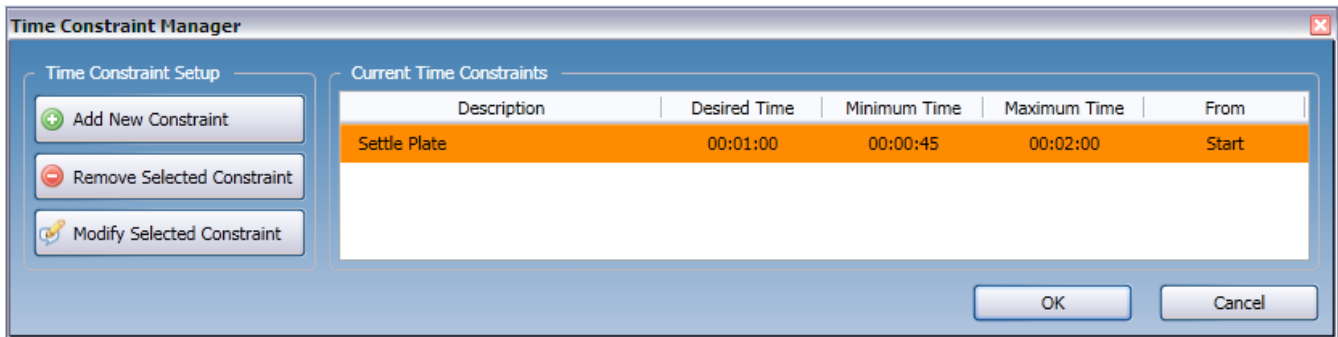 Time Constraint Manager
Time Constraint Setup
Add New Constraint
Remove Selected Constraint
Modify Selected Constraint
Current Time Constraints
Description Desired Time Minimum Time Maximum Time From
Settle Plate 00:01:00 00:00:45 00:02:00 Start
OK Cancel